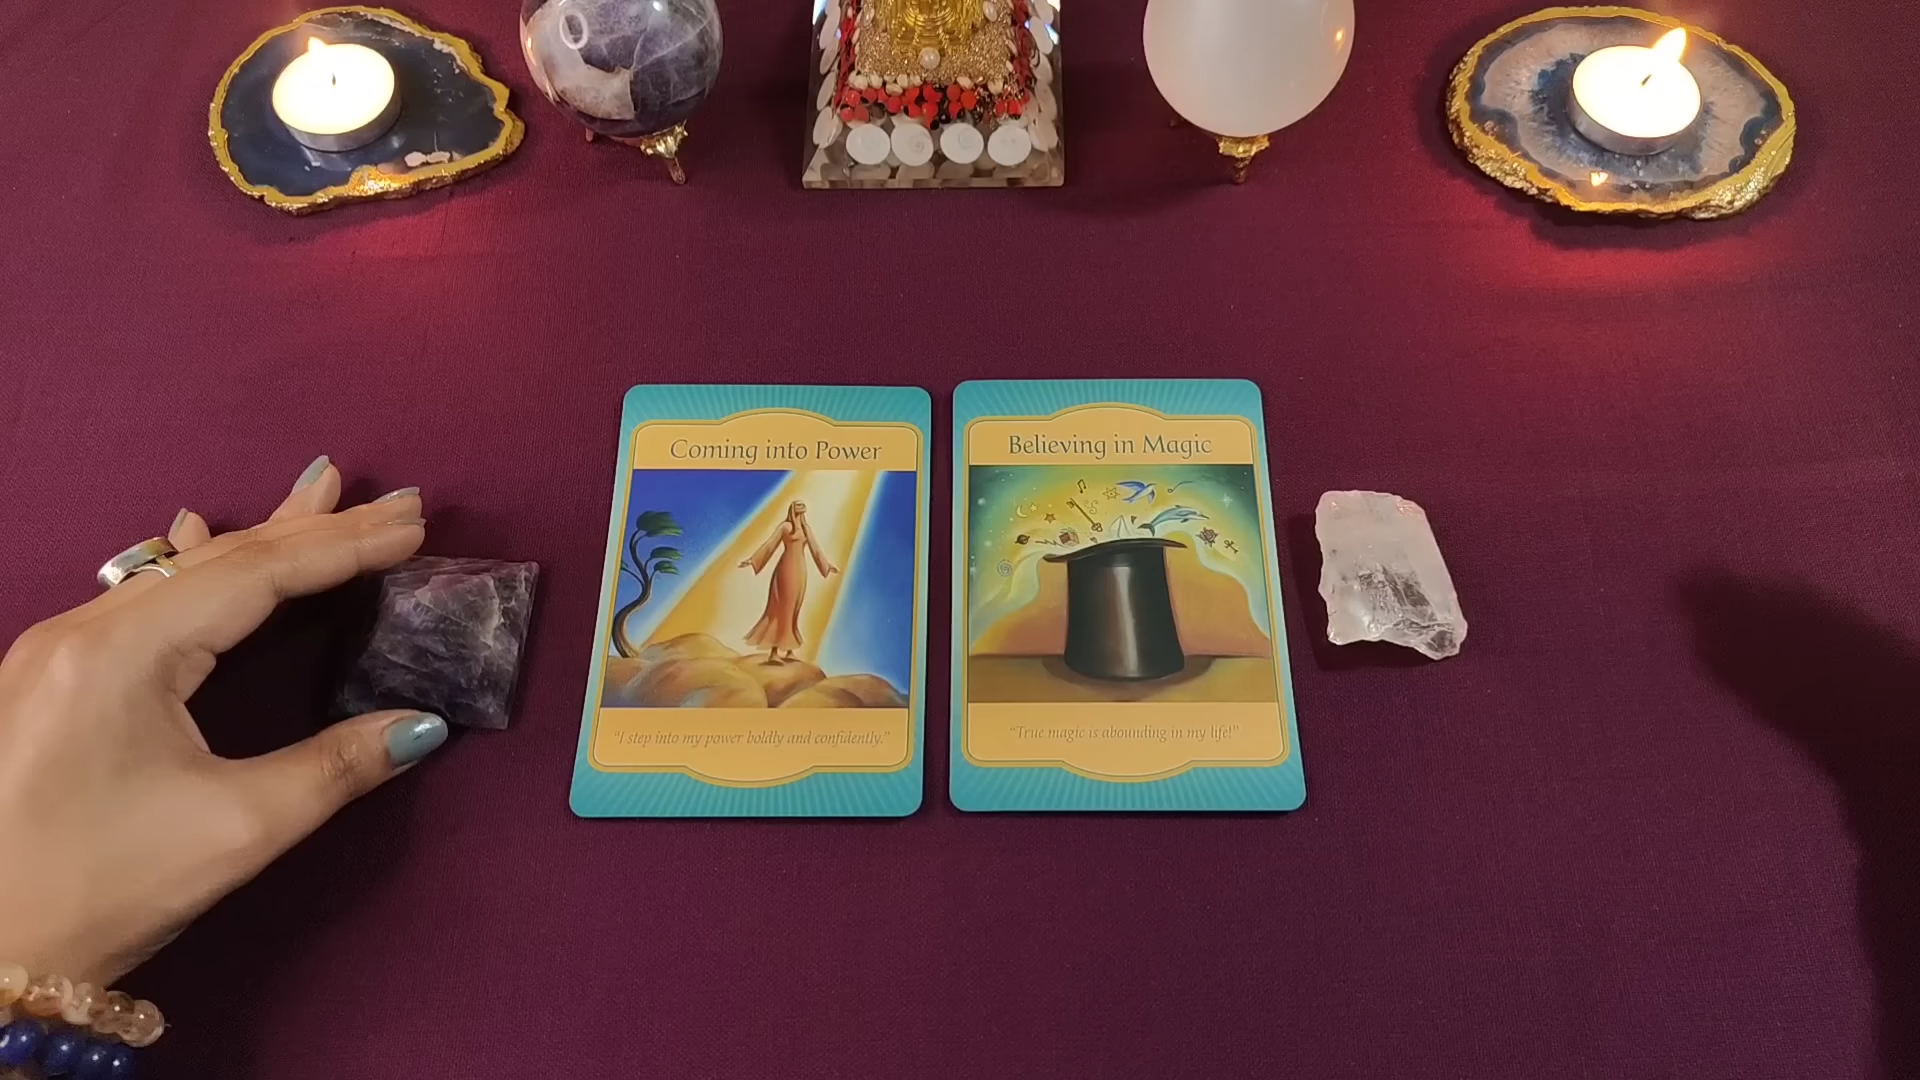 Coming into Power
"I step into my power boldly and confidently."
Believing in Magic
"True magic is abounding in my life!"